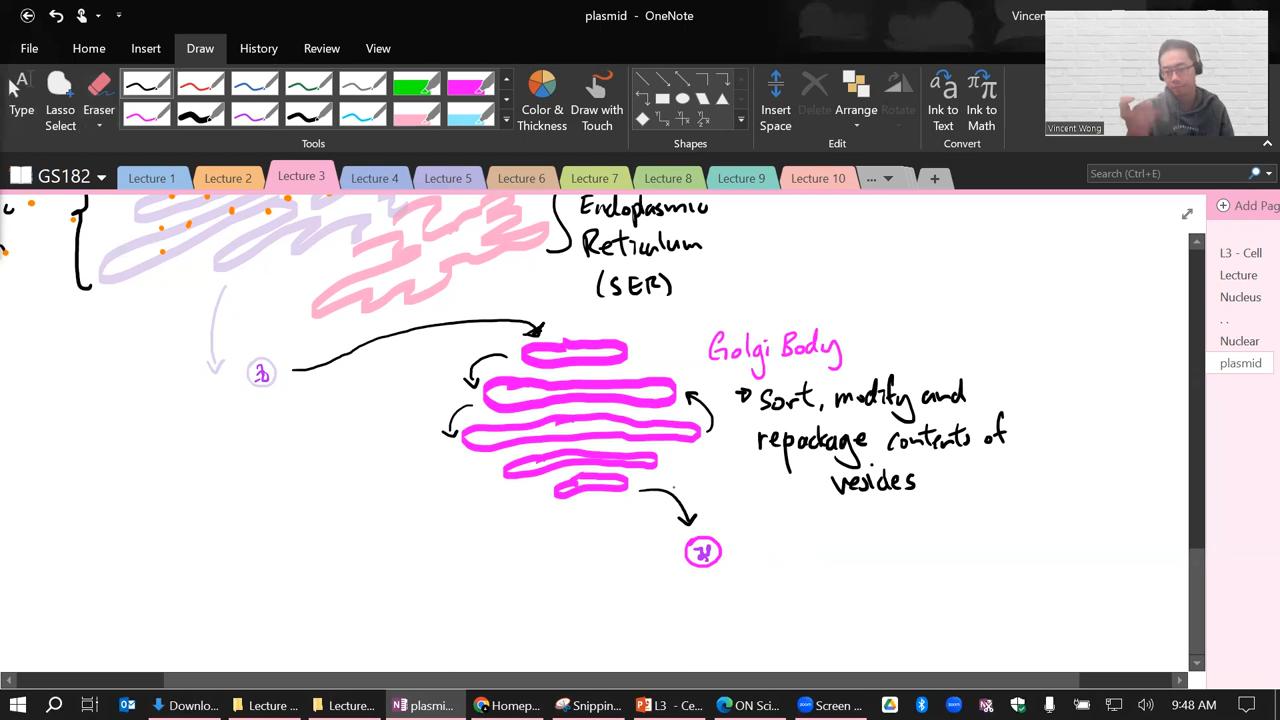 plasmid - OneNote
Vincen
File
Home
Insert
Draw
History
Review
View
Type
Lasso Select
Eraser
Color & Thickness
Draw with Touch
Insert Space
Delete
Arrange
Rotate
Ink to Text
Ink to Math
Tools
Shapes
Edit
Convert
Vincent Wong
GS182
Lecture 1
Lecture 2
Lecture 3
Lecture 4
Lecture 5
Lecture 6
Lecture 7
Lecture 8
Lecture 9
Lecture 10
...
Search (Ctrl+E)
Add Pag
L3 - Cell
Lecture
Nucleus
. .
Nuclear
plasmid
Endoplasmic
Reticulum
(SER)
Golgi Body
sort, modify and
repackage contents of
vesicles
Downlo...
Lecture ...
Lecture...
Plasmi...
Homep...
Snippin...
L3 - Ce...
ON Sci...
Screen ...
zm
zm
9:48 AM